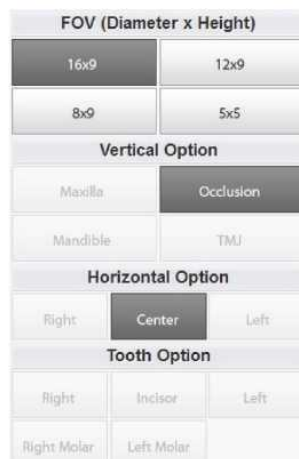 FOV (Diameter x Height)
16x9 12x9
8x9 5x5
Vertical Option
Maxilla Occlusion
Mandible TMJ
Horizontal Option
Right Center Left
Tooth Option
Right Incisor Left
Right Molar Left Molar